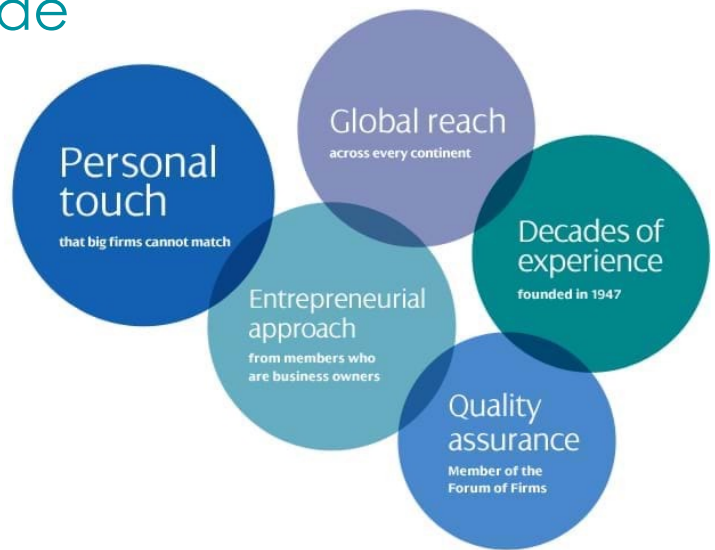 de
Global reach
across every continent
Personal
touch
that big firms cannot match
Decades of
experience
founded in 1947
Entrepreneurial
approach
from members who
are business owners
Quality
assurance
Member of the
Forum of Firms